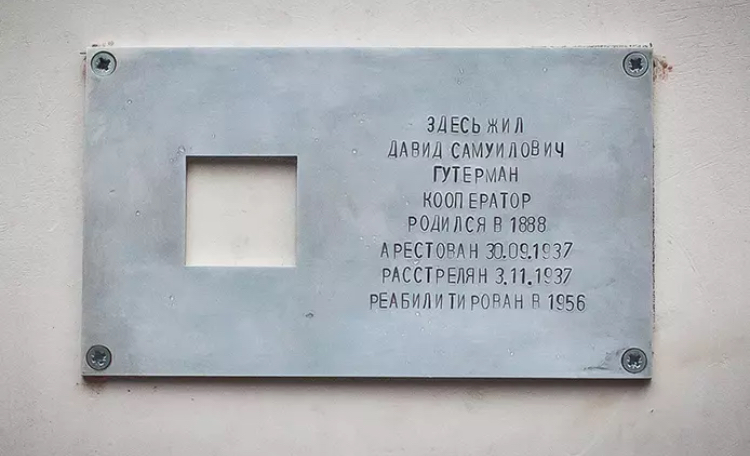 ЗДЕСЬ ЖИЛ
ДАВИД САМУИЛОВИЧ
ГУТЕРМАН
КООПЕРАТОР
РОДИЛСЯ В 1888
АРЕСТОВАН 30.09.1937
РАССТРЕЛЯН 3.11.1937
РЕАБИЛИТИРОВАН В 1956